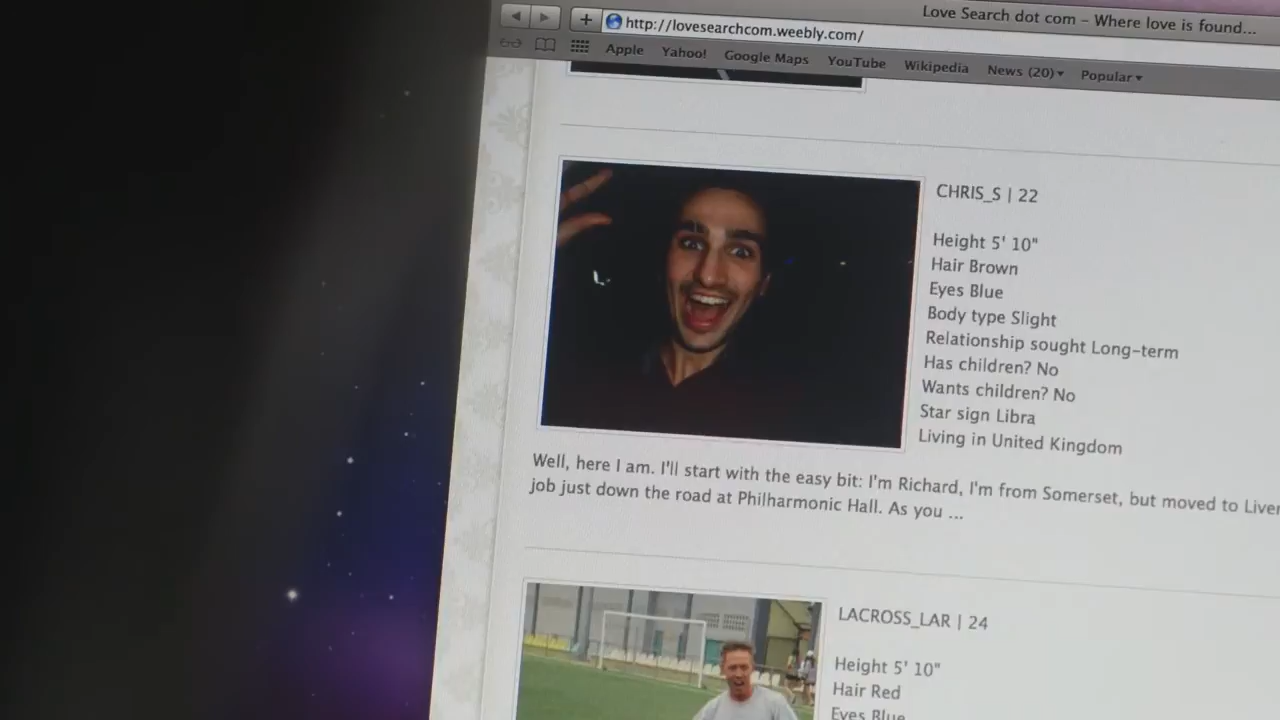 Love Search dot com – Where love is found...
http://lovesearchcom.weebly.com/
Apple Yahoo! Google Maps YouTube Wikipedia News (20)▾ Popular▾
CHRIS_S | 22
Height 5' 10"
Hair Brown
Eyes Blue
Body type Slight
Relationship sought Long-term
Has children? No
Wants children? No
Star sign Libra
Living in United Kingdom
Well, here I am. I'll start with the easy bit: I'm Richard, I'm from Somerset, but moved to Liver
job just down the road at Philharmonic Hall. As you ...
LACROSS_LAR | 24
Height 5' 10"
Hair Red
Eyes Blue